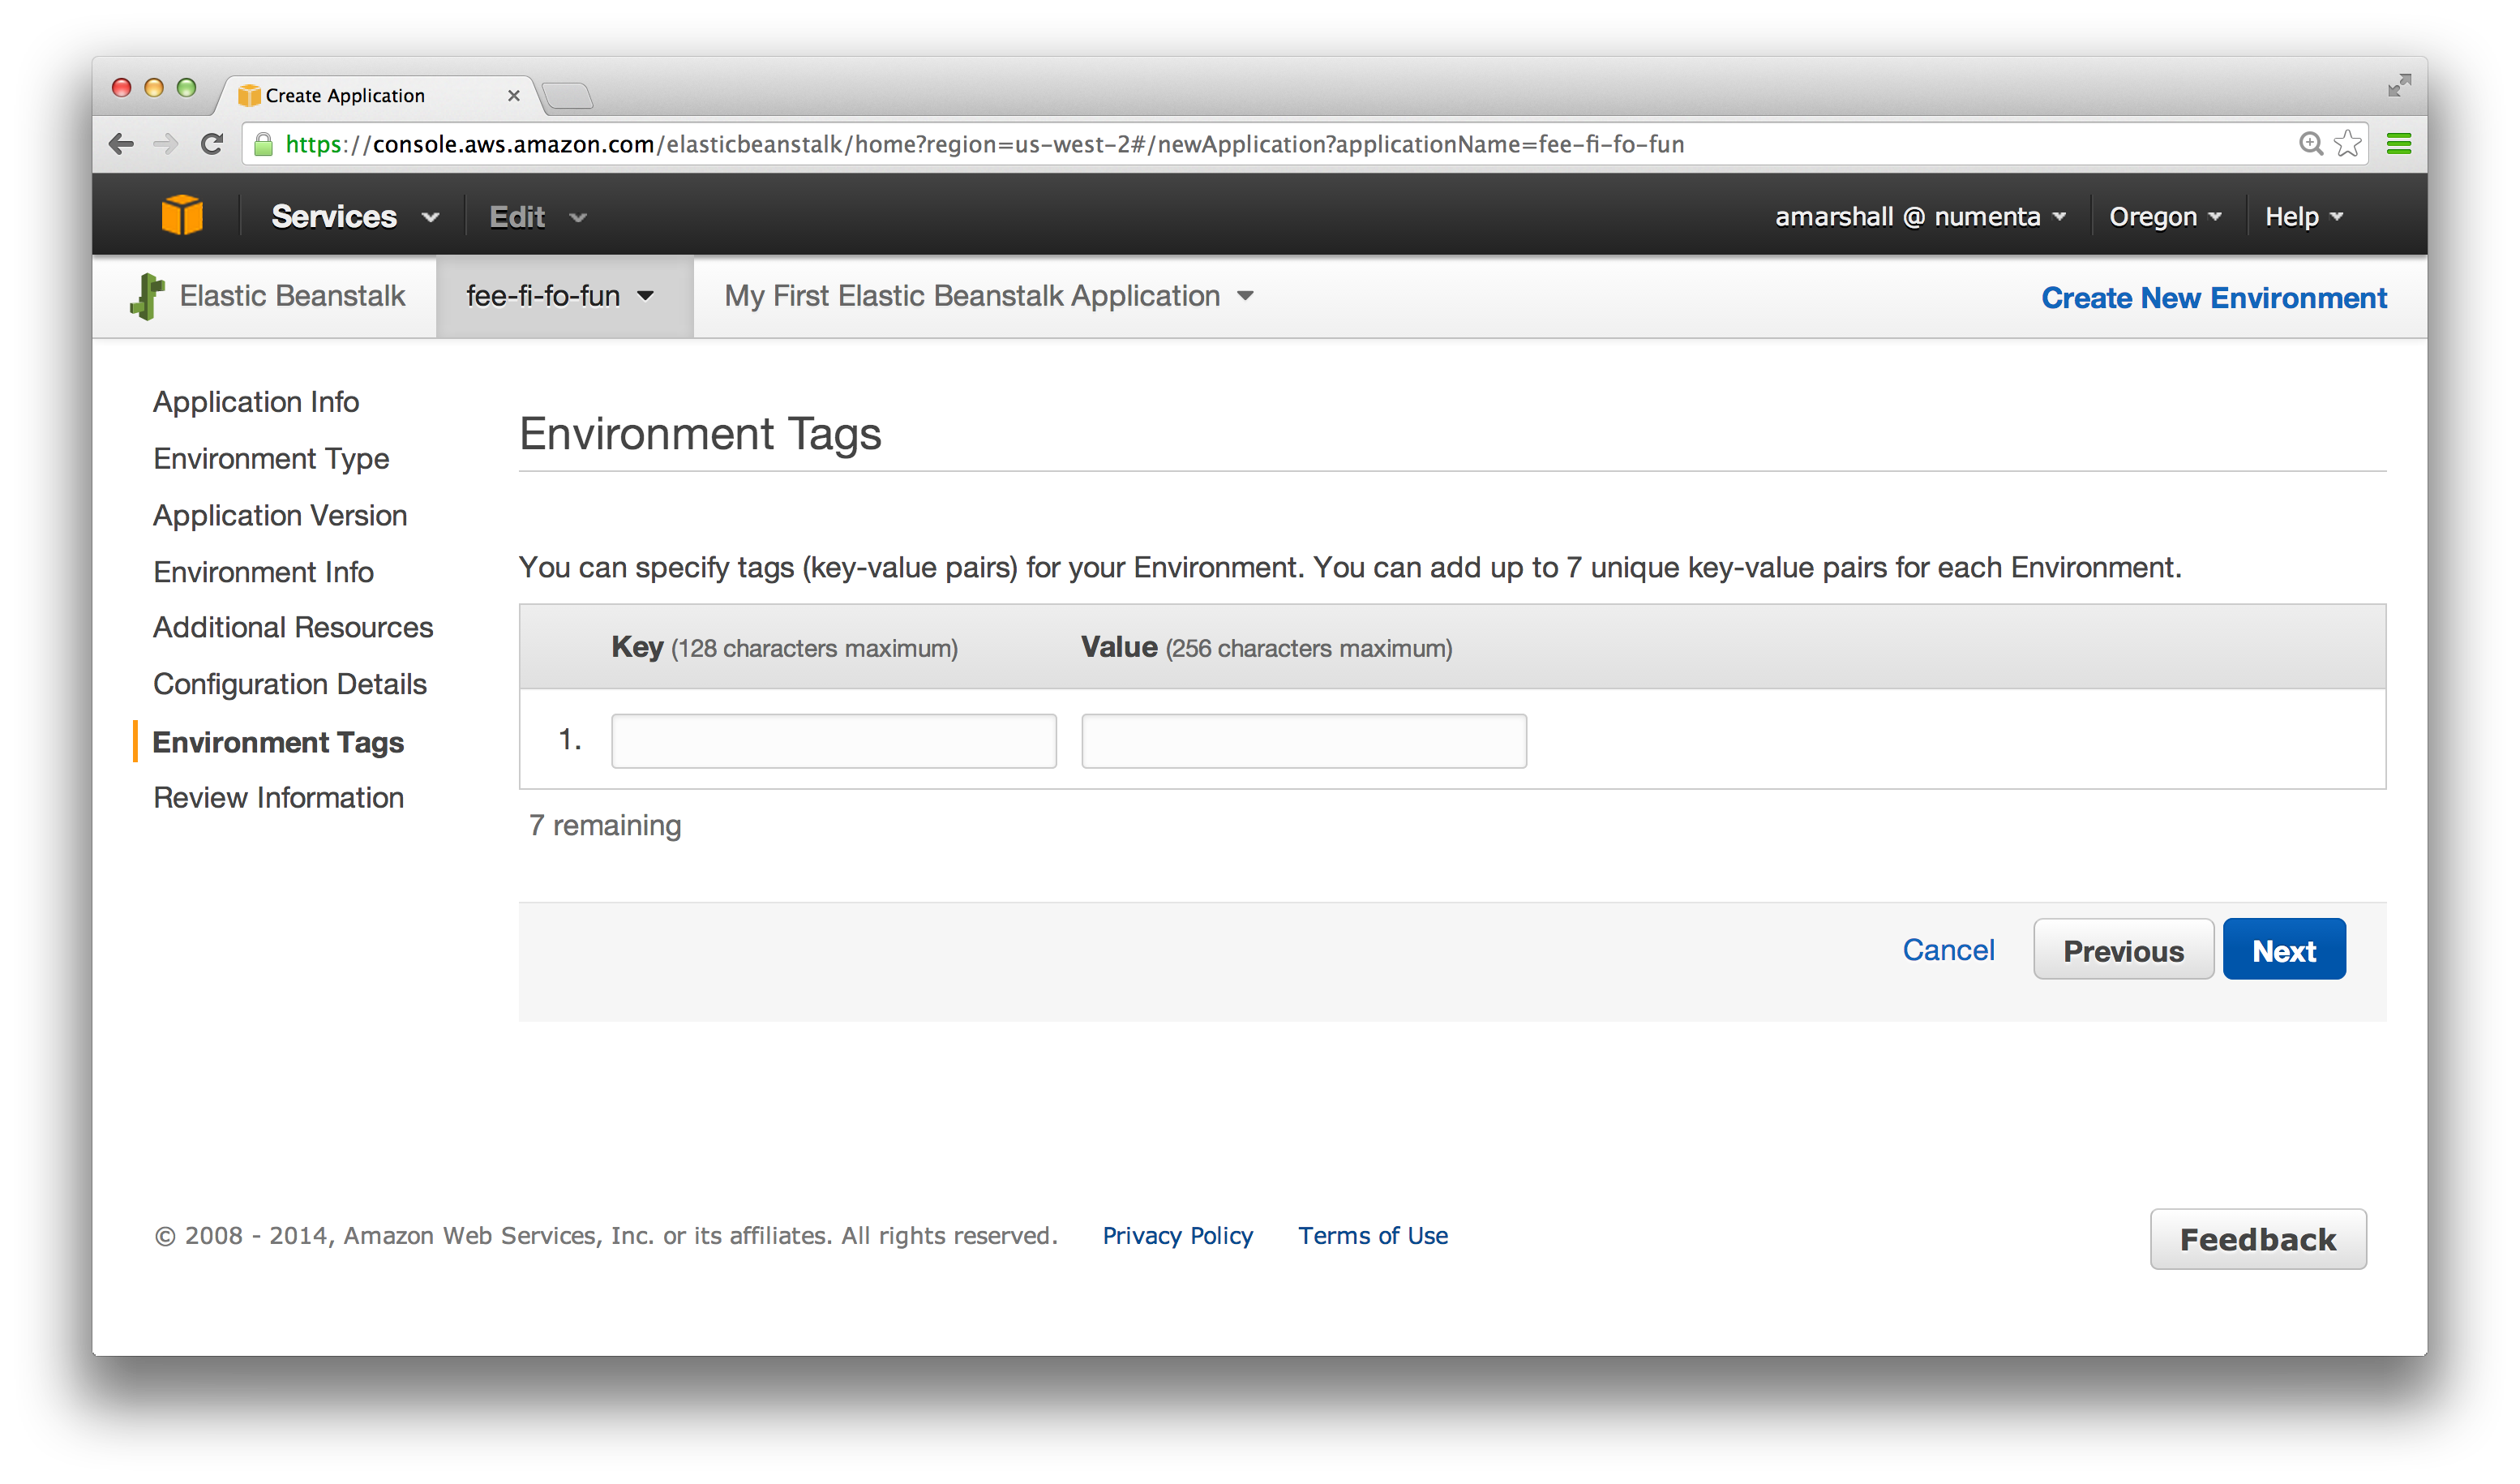 Create Application
https://console.aws.amazon.com/elasticbeanstalk/home?region=us-west-2#/newApplication?applicationName=fee-fi-fo-fun
Services Edit amarshall @ numenta Oregon Help
Elastic Beanstalk fee-fi-fo-fun My First Elastic Beanstalk Application Create New Environment
Application Info
Environment Type
Application Version
Environment Info
Additional Resources
Configuration Details
Environment Tags
Review Information
Environment Tags
You can specify tags (key-value pairs) for your Environment. You can add up to 7 unique key-value pairs for each Environment.
Key (128 characters maximum) Value (256 characters maximum)
1.
7 remaining
Cancel Previous Next
© 2008 - 2014, Amazon Web Services, Inc. or its affiliates. All rights reserved. Privacy Policy Terms of Use Feedback